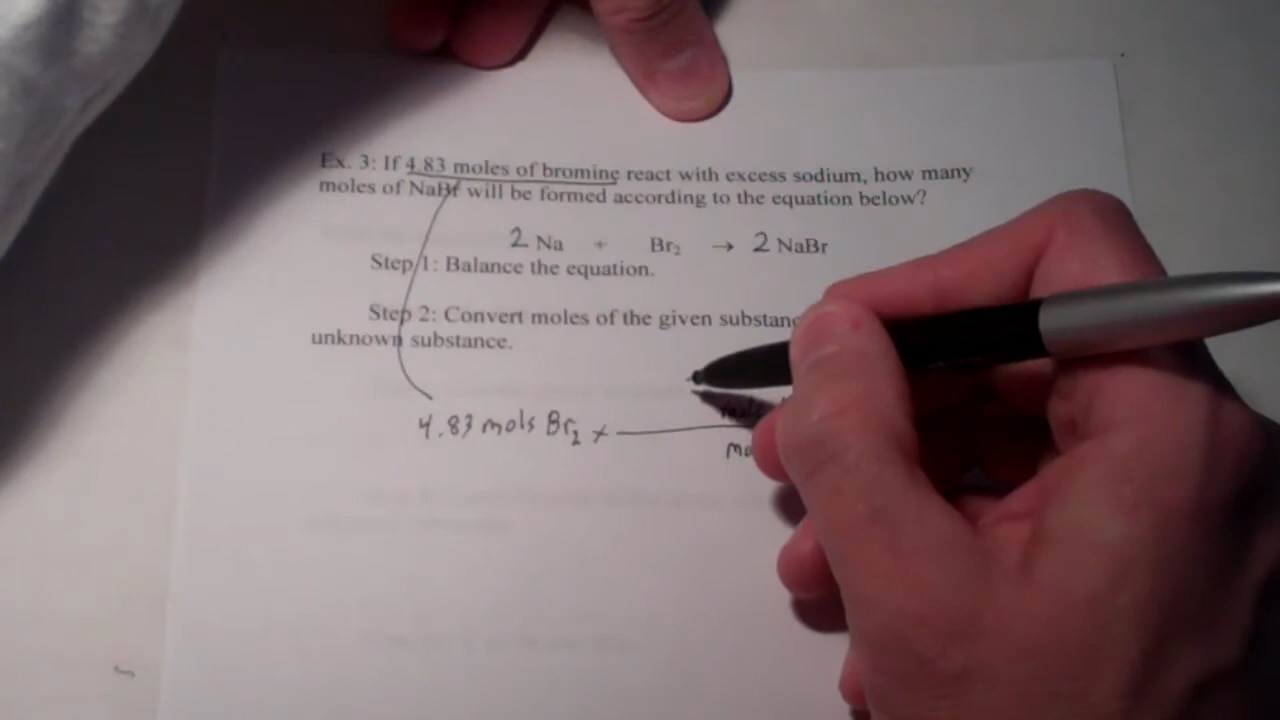 Ex. 3: If 4.83 moles of bromine react with excess sodium, how many
moles of NaBr will be formed according to the equation below?
2 Na + Br₂ → 2 NaBr
Step 1: Balance the equation.
Step 2: Convert moles of the given
unknown substance.
4.83 mols Br₂ ×